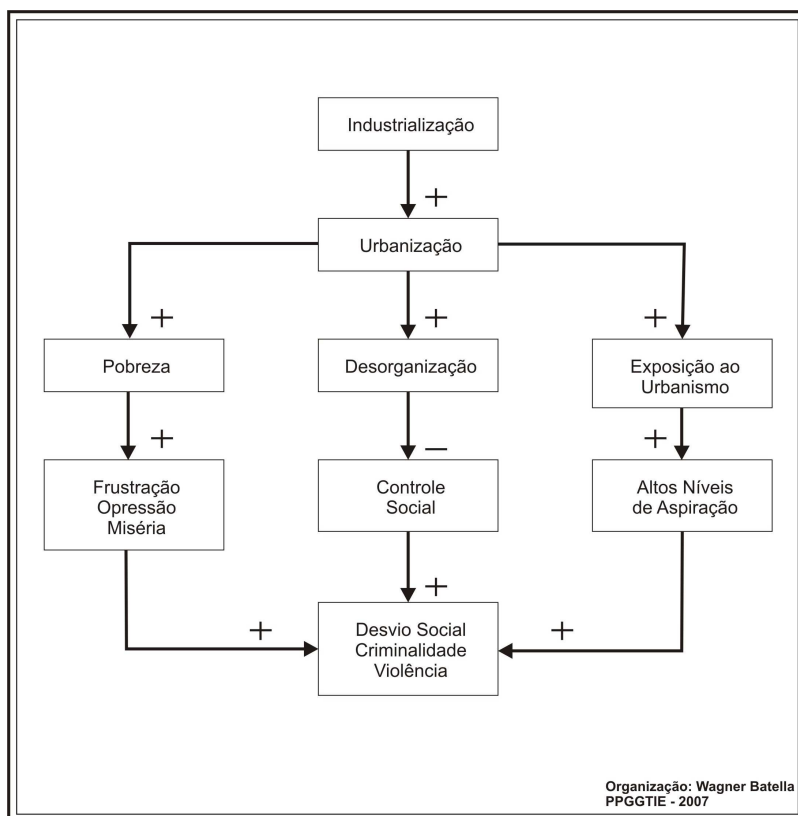 Industrialização
+
Urbanização
+
+
+
Pobreza
Desorganização
Exposição ao
Urbanismo
+
–
+
Frustração
Opressão
Miséria
Controle
Social
Altos Níveis
de Aspiração
+
+
+
Desvio Social
Criminalidade
Violência
Organização: Wagner Batella
PPGGTIE - 2007